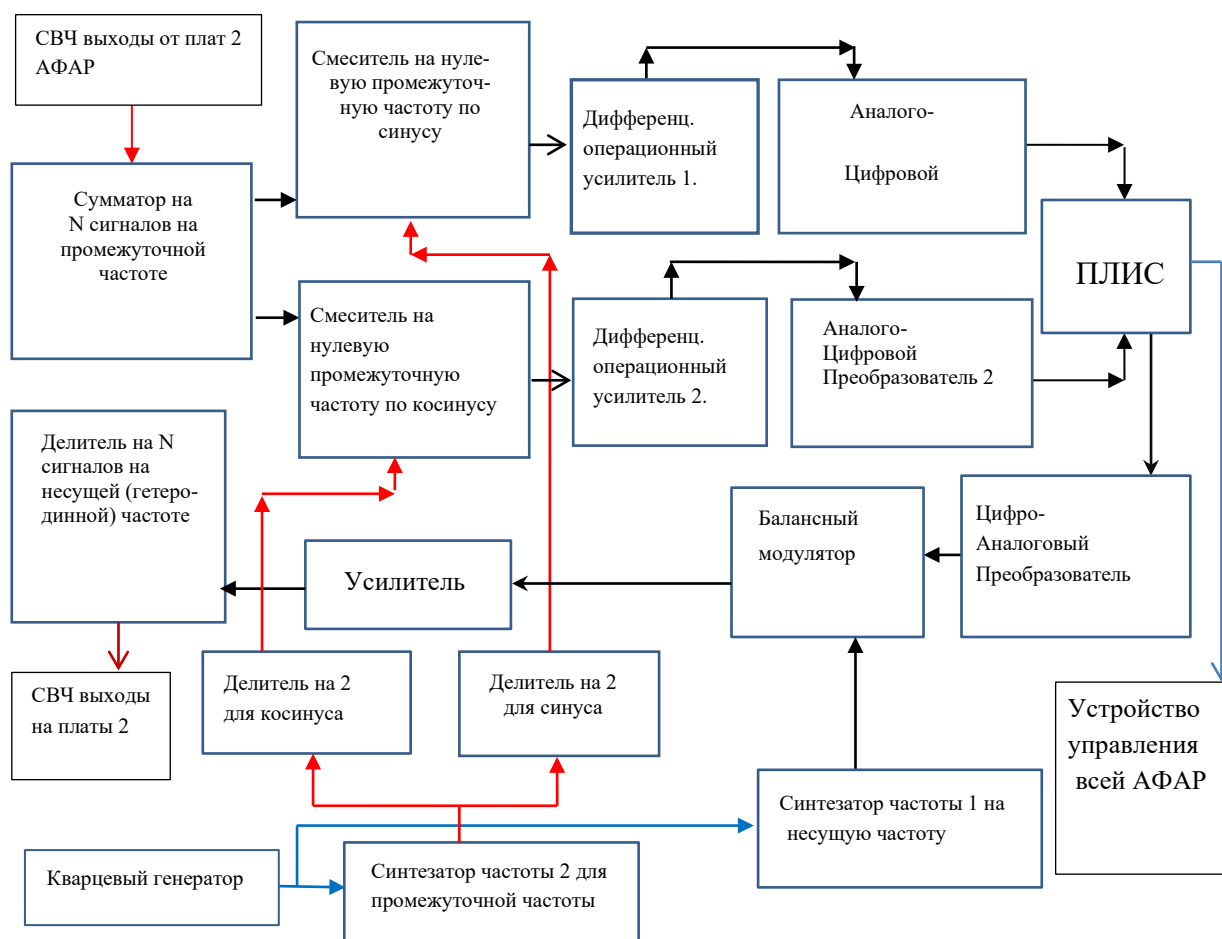 СВЧ выходы от плат 2
АФАР
Смеситель на нуле-
вую промежуточ-
ную частоту по
синусу
Дифференц.
операционный
усилитель 1.
Аналого-
Цифровой
Сумматор на
N сигналов на
промежуточной
частоте
ПЛИС
Смеситель на
нулевую
промежуточную
частоту по косинусу
Дифференц.
операционный
усилитель 2.
Аналого-
Цифровой
Преобразователь 2
Делитель на N
сигналов на
несущей (гетеро-
динной) частоте
Усилитель
Балансный
модулятор
Цифро-
Аналоговый
Преобразователь
СВЧ выходы
на платы 2
Делитель на 2
для косинуса
Делитель на 2
для синуса
Устройство
управления
всей АФАР
Синтезатор частоты 1 на
несущую частоту
Кварцевый генератор
Синтезатор частоты 2 для
промежуточной частоты